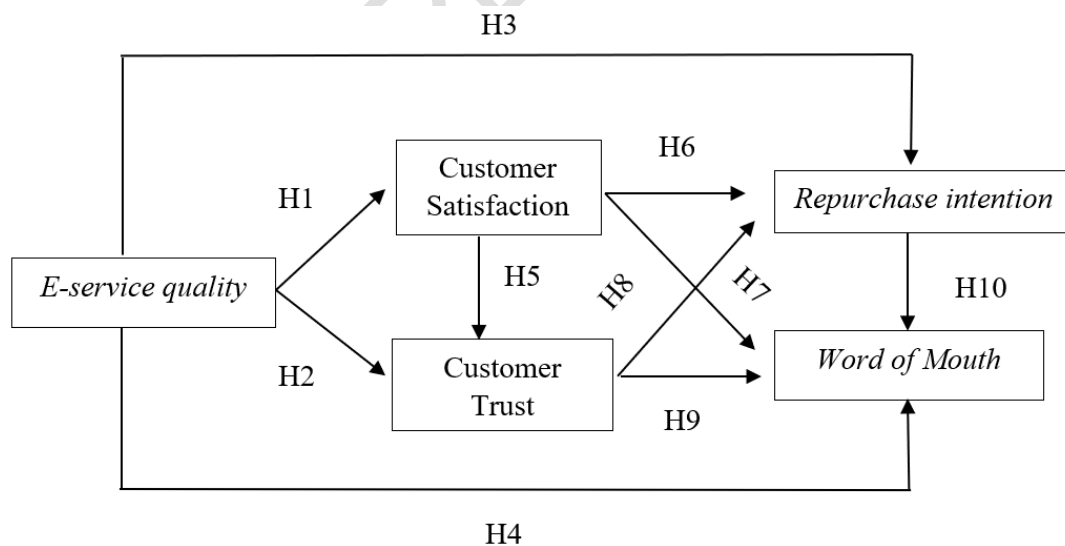 H3
H6
Customer
Satisfaction
Repurchase intention
H1
E-service quality
H5
H8
H7
H10
H2
Customer
Trust
Word of Mouth
H9
H4